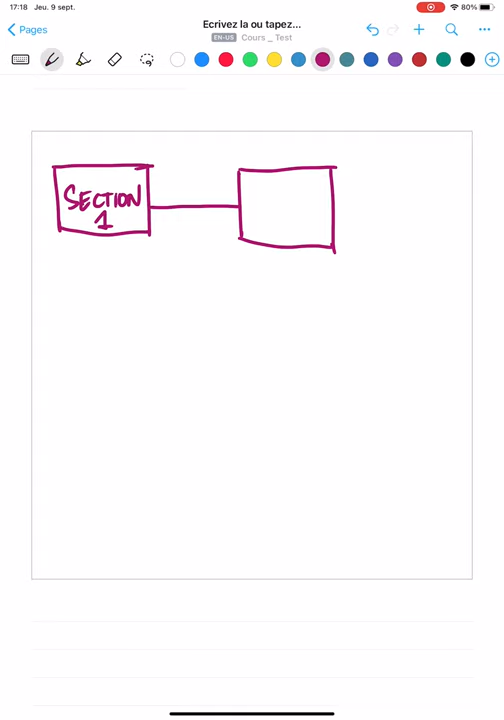 17:18 Jeu. 9 sept.
80%
Pages
Ecrivez la ou tapez...
EN-US Cours _ Test
SECTION
1